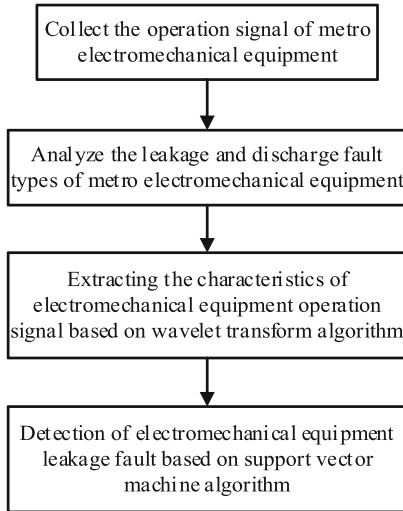 Collect the operation signal of metro
electromechanical equipment
Analyze the leakage and discharge fault
types of metro electromechanical equipment
Extracting the characteristics of
electromechanical equipment operation
signal based on wavelet transform algorithm
Detection of electromechanical equipment
leakage fault based on support vector
machine algorithm